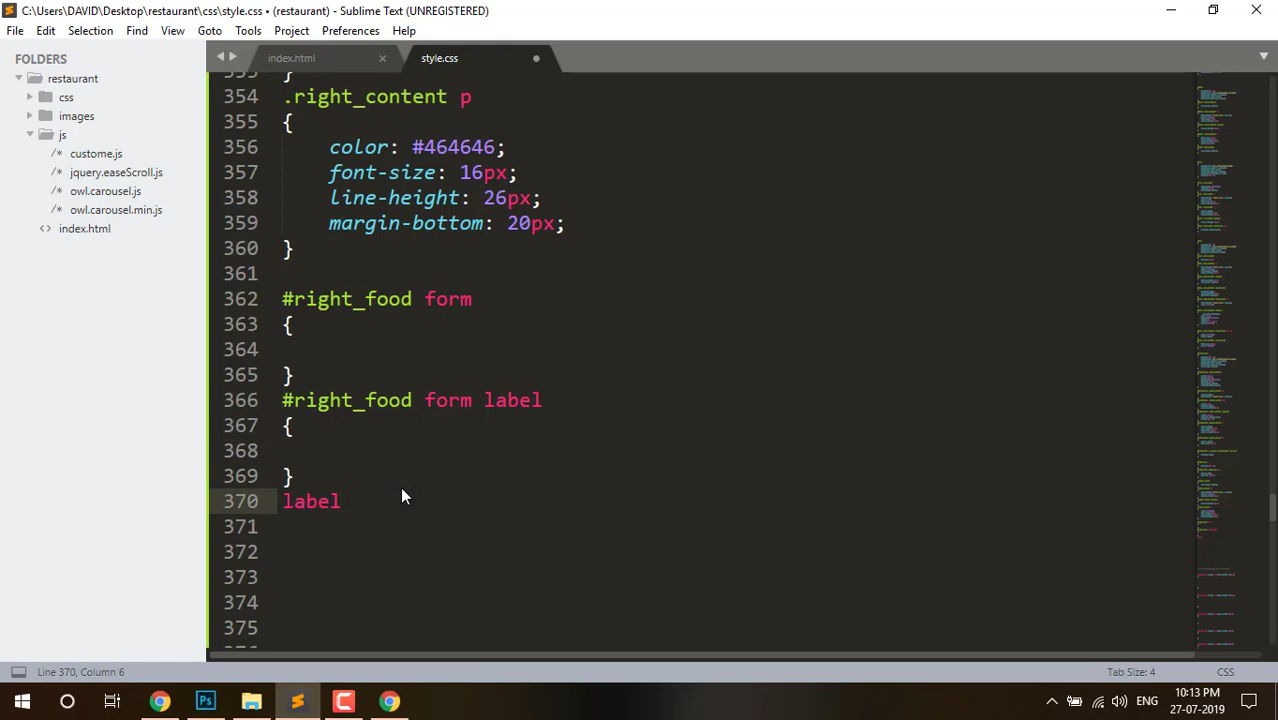 C:\Users\DAVID\Desktop\restaurant\css\style.css • (restaurant) - Sublime Text (UNREGISTERED)
File Edit Selection Find View Goto Tools Project Preferences Help
FOLDERS
restaurant
css
images
js
/* custome.js
/* jquery.easeScroll.js
/* owl.carousel.js
/* owl.carousel.min.js
<> index.html
index.html
style.css
353 }
354 .right_content p
355 {
356 color: #464646;
357 font-size: 16px;
358 line-height: 26px;
359 margin-bottom: 20px;
360 }
361
362 #right_food form
363 {
364
365 }
366 #right_food form label
367 {
368
369 }
370 label
371
372
373
374
375
Line 370, Column 6
Tab Size: 4
CSS
Ps
ENG
10:13 PM
27-07-2019